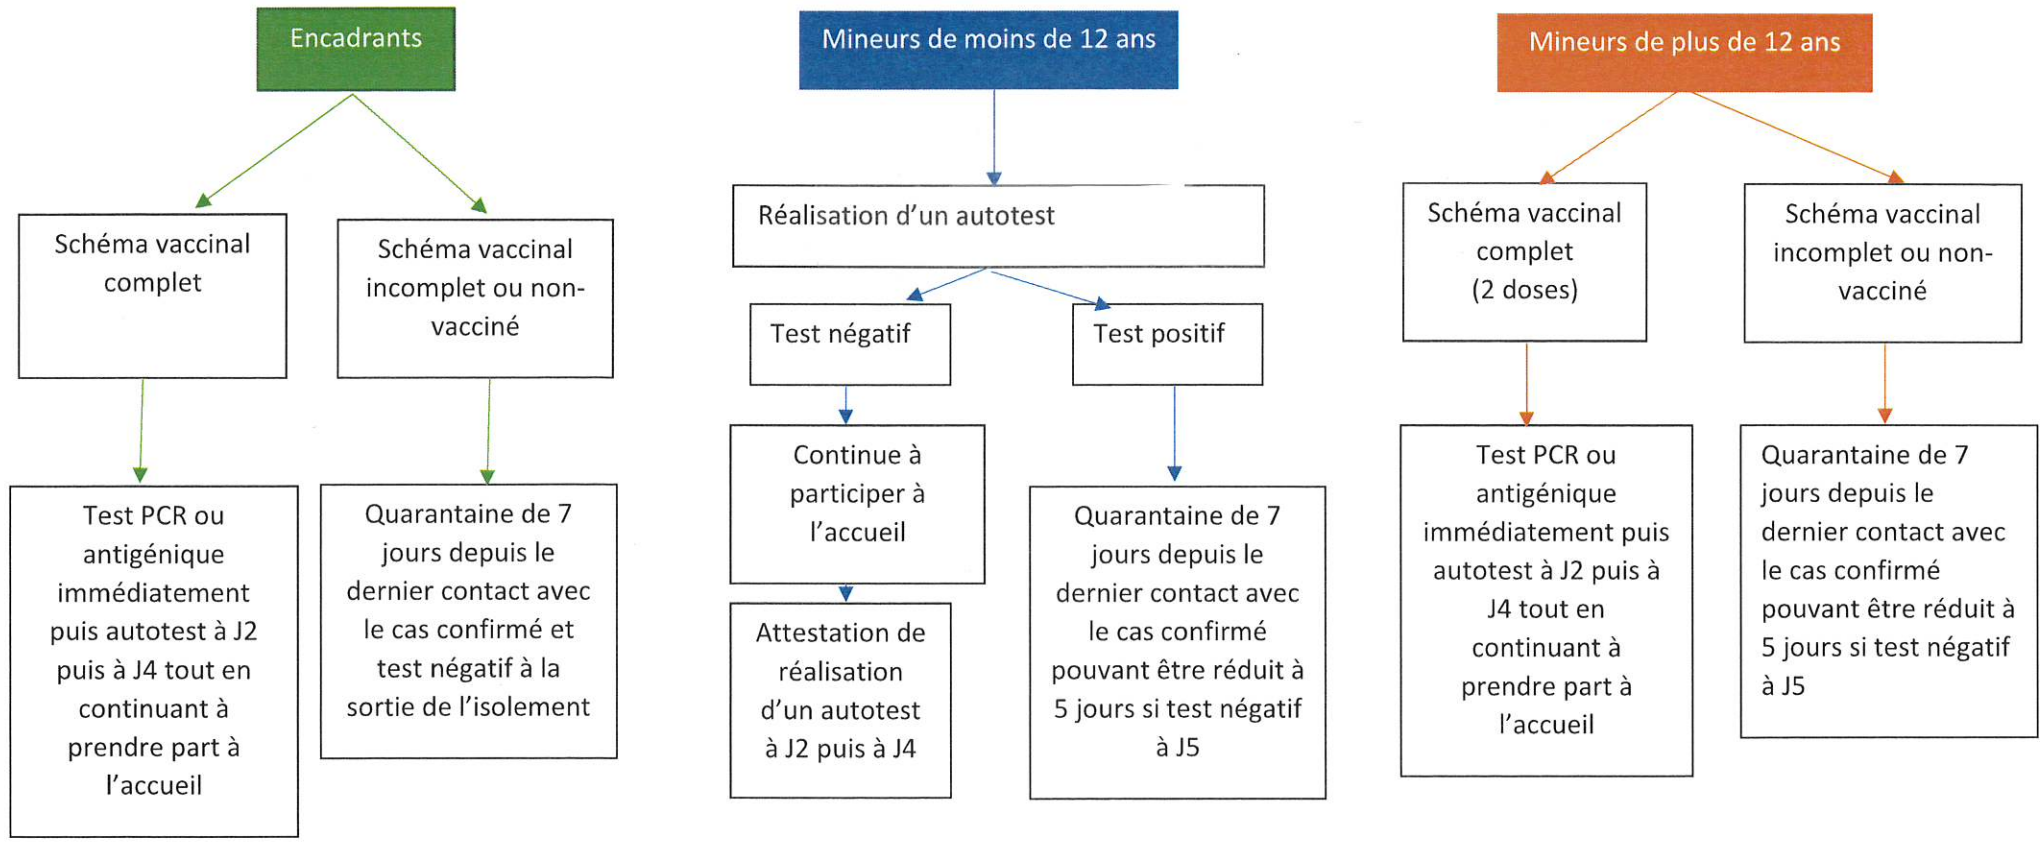 Encadrants
Schéma vaccinal
complet
Schéma vaccinal
incomplet ou non-
vacciné
Test PCR ou
antigénique
immédiatement
puis autotest à J2
puis à J4 tout en
continuant à
prendre part à
l'accueil
Quarantaine de 7
jours depuis le
dernier contact avec
le cas confirmé et
test négatif à la
sortie de l'isolement
Mineurs de moins de 12 ans
Réalisation d'un autotest
Test négatif
Test positif
Continue à
participer à
l'accueil
Attestation de
réalisation
d'un autotest
à J2 puis à J4
Quarantaine de 7
jours depuis le
dernier contact avec
le cas confirmé
pouvant être réduit à
5 jours si test négatif
à J5
Mineurs de plus de 12 ans
Schéma vaccinal
complet
(2 doses)
Schéma vaccinal
incomplet ou non-
vacciné
Test PCR ou
antigénique
immédiatement puis
autotest à J2 puis à
J4 tout en
continuant à
prendre part à
l'accueil
Quarantaine de 7
jours depuis le
dernier contact avec
le cas confirmé
pouvant être réduit à
5 jours si test négatif
à J5